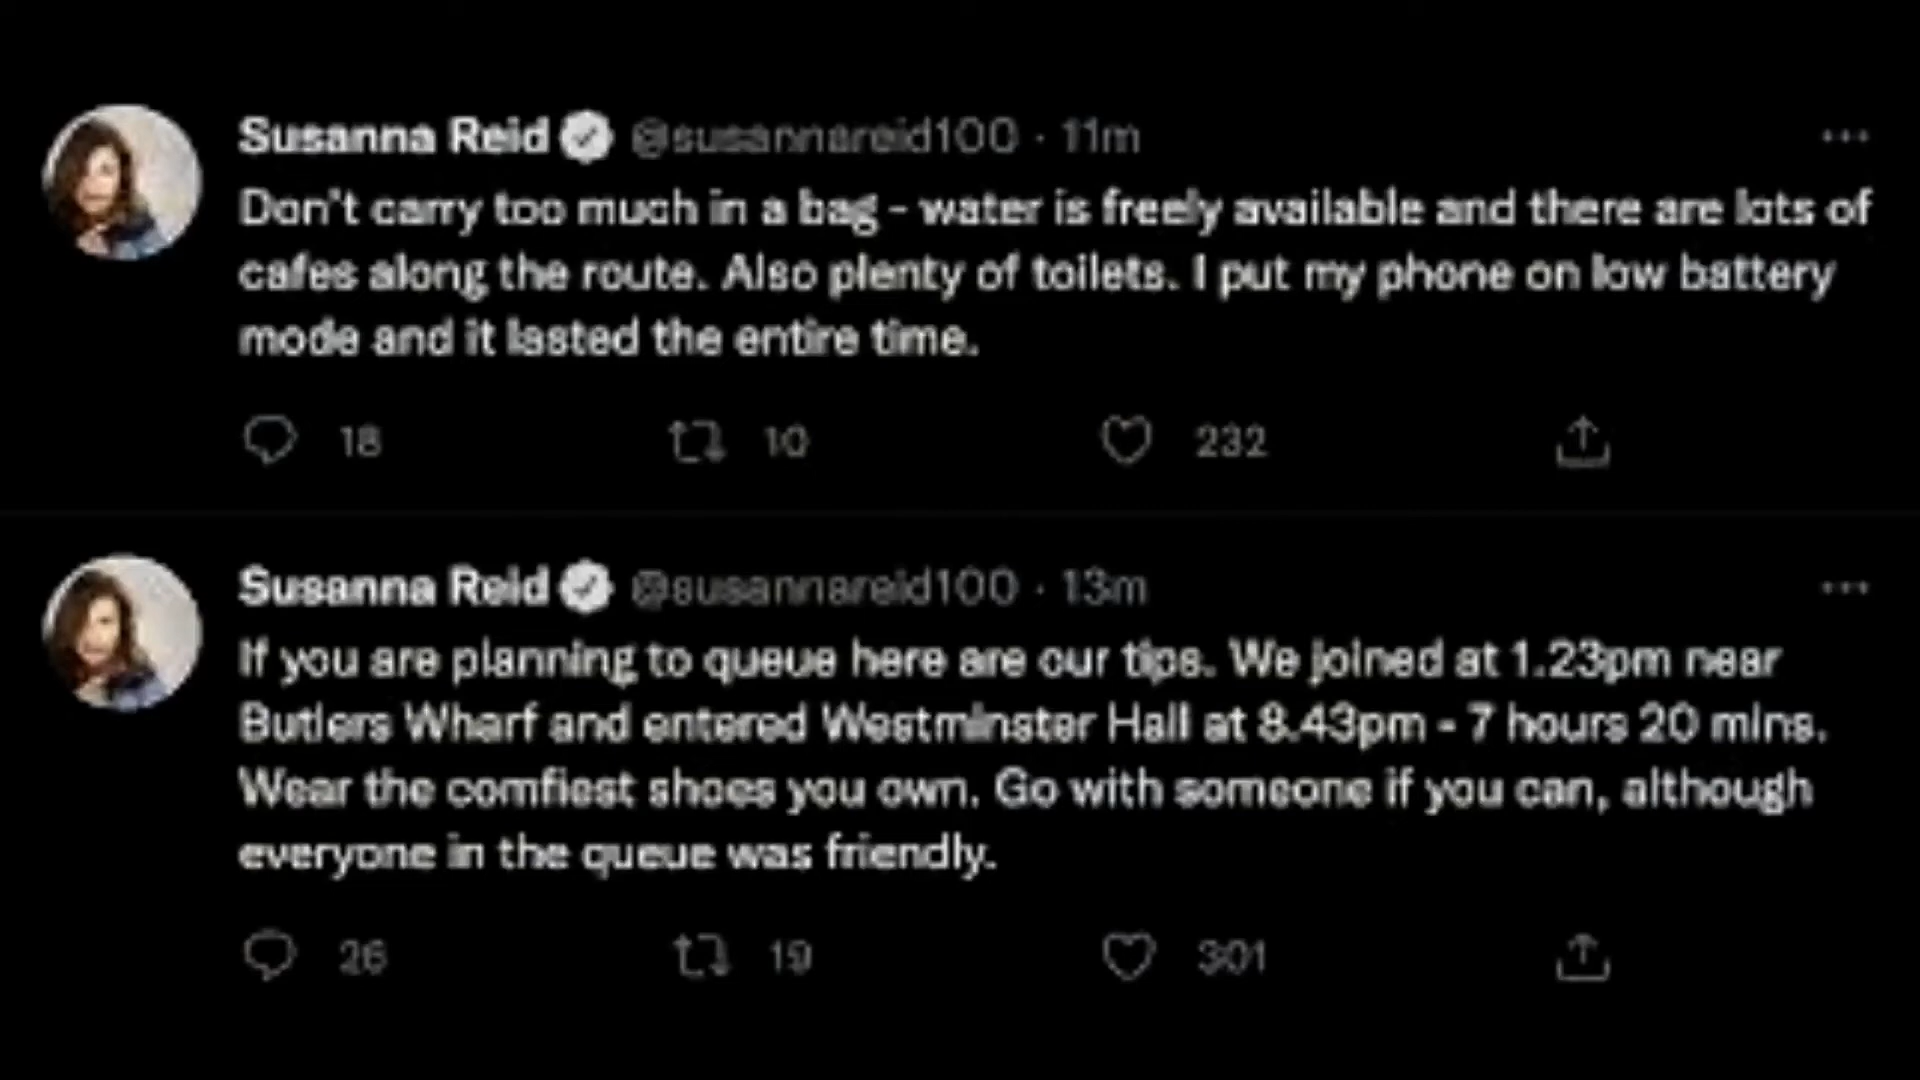 Susanna Reid @susannareid100 · 11m
Don't carry too much in a bag - water is freely available and there are lots of
cafes along the route. Also plenty of toilets. I put my phone on low battery
mode and it lasted the entire time.
18 10 232
Susanna Reid @susannareid100 · 13m
If you are planning to queue here are our tips. We joined at 1.23pm near
Butlers Wharf and entered Westminster Hall at 8.43pm - 7 hours 20 mins.
Wear the comfiest shoes you own. Go with someone if you can, although
everyone in the queue was friendly.
26 19 301